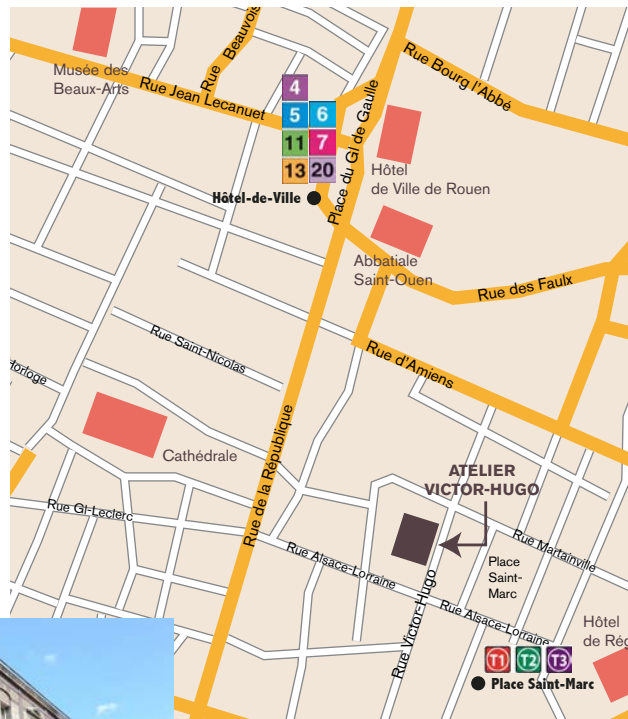 Musée des
Beaux-Arts
Rue Beauvois
Rue Jean Lecanuet
4
5 6
11 7
13 20
Hôtel-de-Ville
Place du Gl de Gaulle
Rue Bourg l'Abbé
Hôtel
de Ville de Rouen
Abbatiale
Saint-Ouen
Rue des Faulx
Rue Saint-Nicolas
Rue d'Amiens
Horloge
Cathédrale
Rue de la République
ATELIER
VICTOR-HUGO
Rue Gl-Leclerc
Rue Alsace-Lorraine
Rue Martainville
Place
Saint-
Marc
Rue Victor-Hugo
Rue Alsace-Lorraine
Hôtel
de Rég
T1 T2 T3
Place Saint-Marc